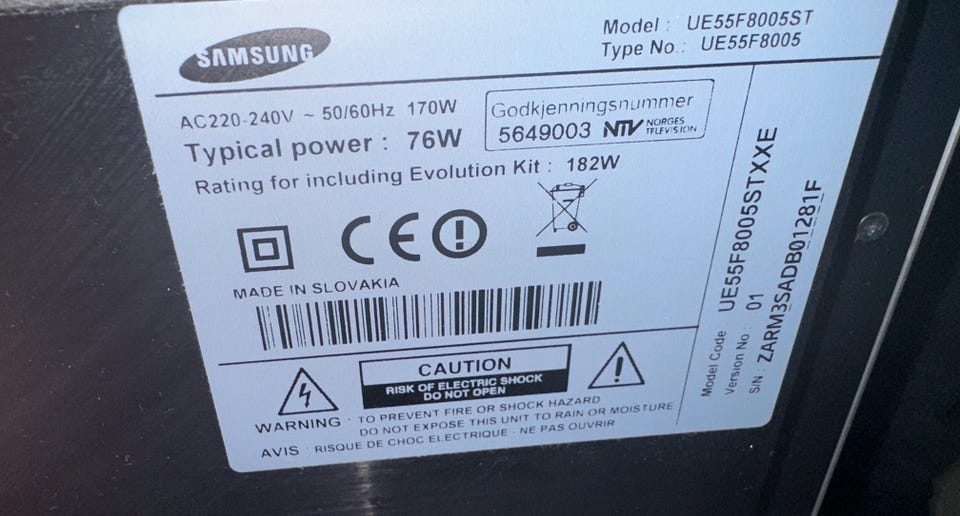 SAMSUNG
Model : UE55F8005ST
Type No.: UE55F8005
AC220-240V ~ 50/60Hz 170W
Typical power : 76W
Rating for including Evolution Kit : 182W
Godkjenningsnummer
5649003 NTV NORGES TELEVISION
CE
MADE IN SLOVAKIA
CAUTION
RISK OF ELECTRIC SHOCK
DO NOT OPEN
WARNING : TO PREVENT FIRE OR SHOCK HAZARD
DO NOT EXPOSE THIS UNIT TO RAIN OR MOISTURE
AVIS : RISQUE DE CHOC ELECTRIQUE - NE PAS OUVRIR
Model Code UE55F8005STXXE
Version No : 01
S/N : ZARM3SADB01281F